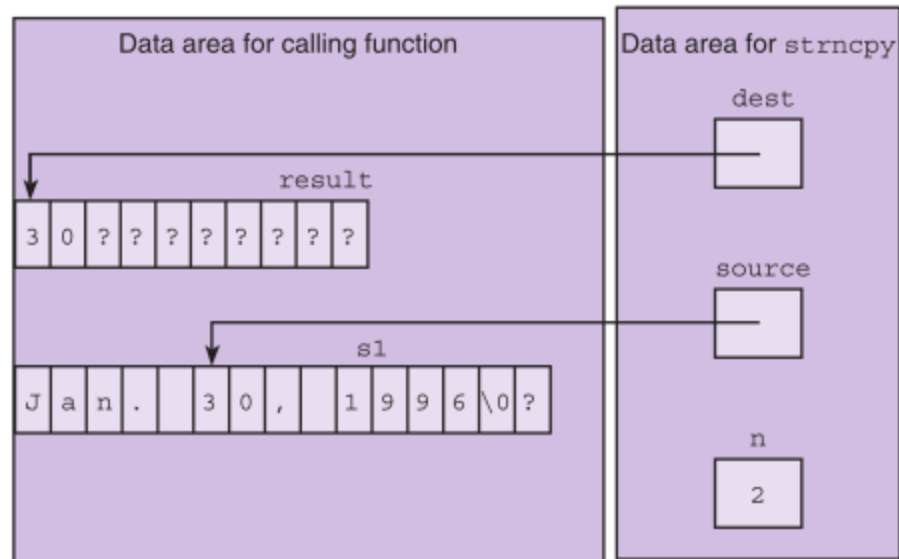 Data area for calling function
Data area for strncpy
dest
result
3 0 ? ? ? ? ? ? ? ?
source
s1
J a n . 3 0 , 1 9 9 6 \0 ?
n
2